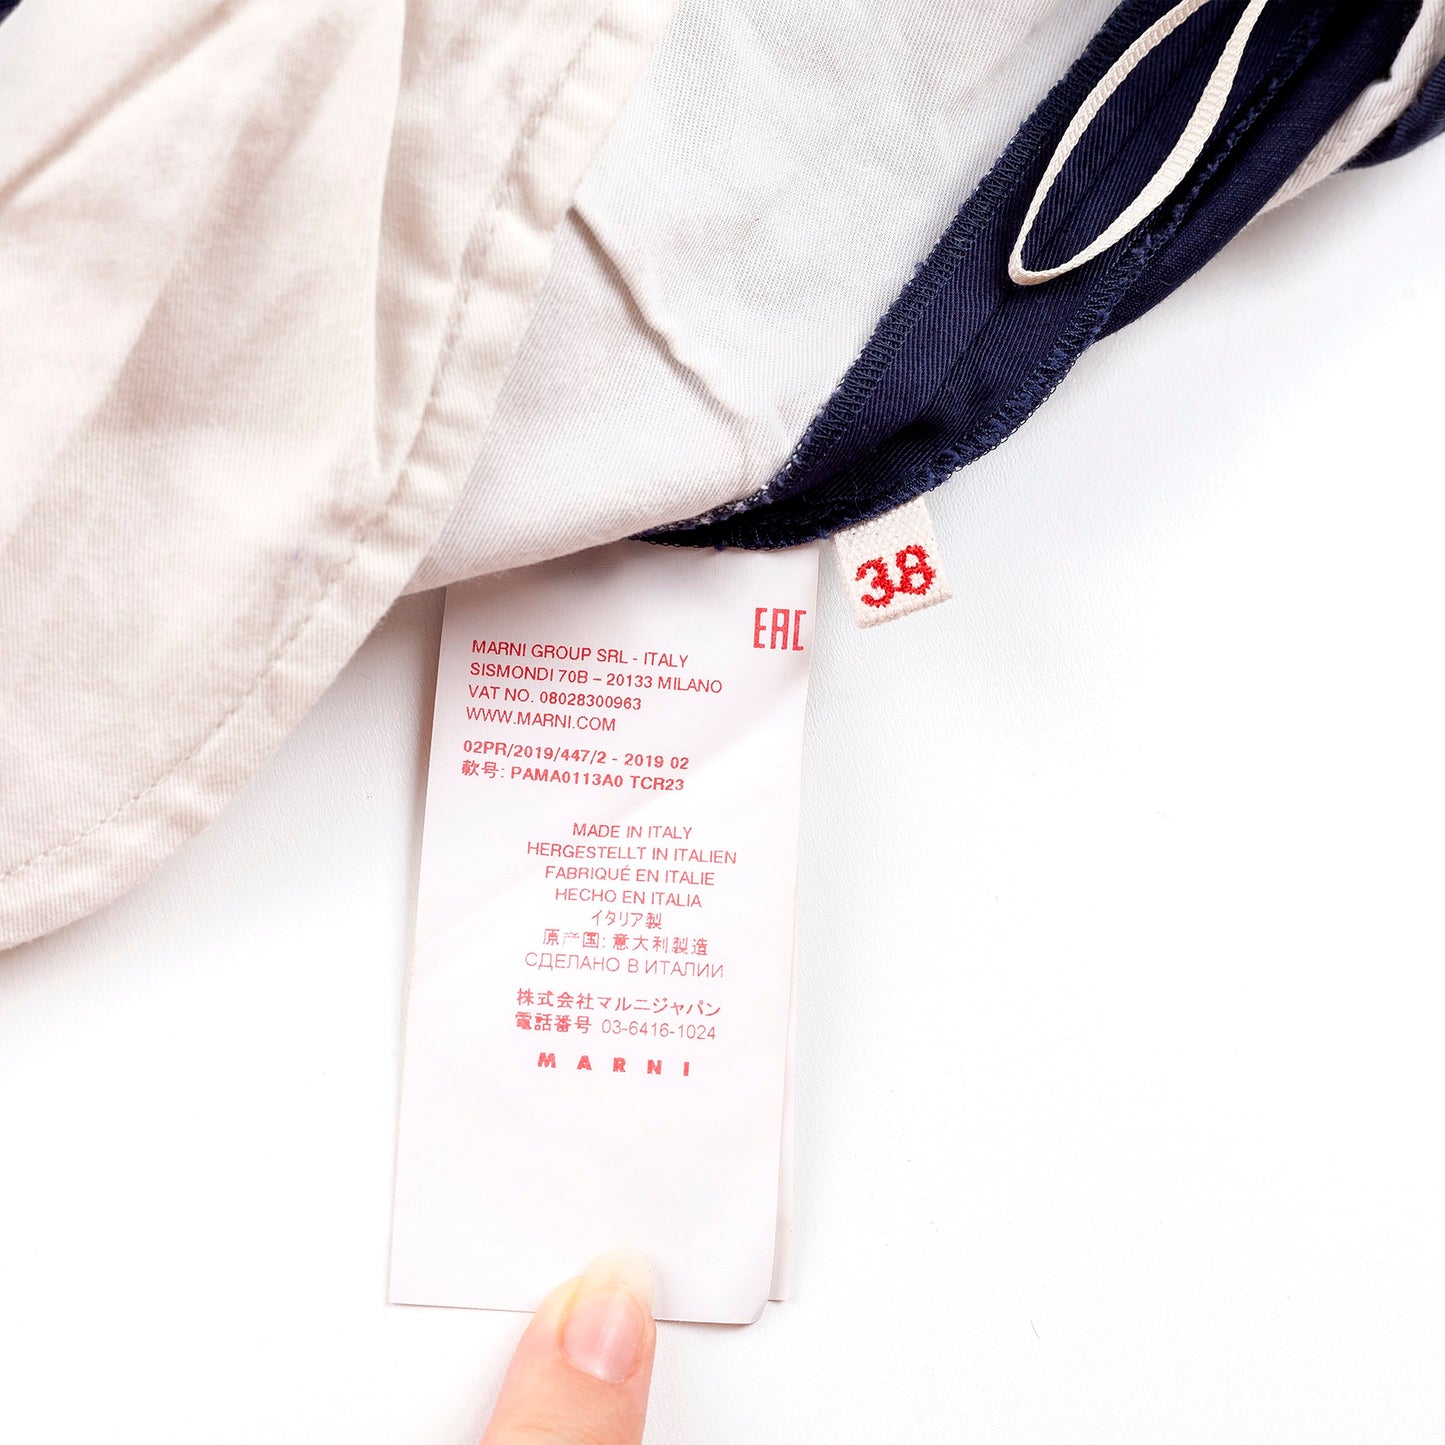 38
EAC
MARNI GROUP SRL - ITALY
SISMONDI 70B – 20133 MILANO
VAT NO. 08028300963
WWW.MARNI.COM
02PR/2019/447/2 - 2019 02
款号: PAMA0113A0 TCR23
MADE IN ITALY
HERGESTELLT IN ITALIEN
FABRIQUÉ EN ITALIE
HECHO EN ITALIA
イタリア製
原产国: 意大利製造
СДЕЛАНО В ИТАЛИИ
株式会社マルニジャパン
電話番号 03-6416-1024
MARNI